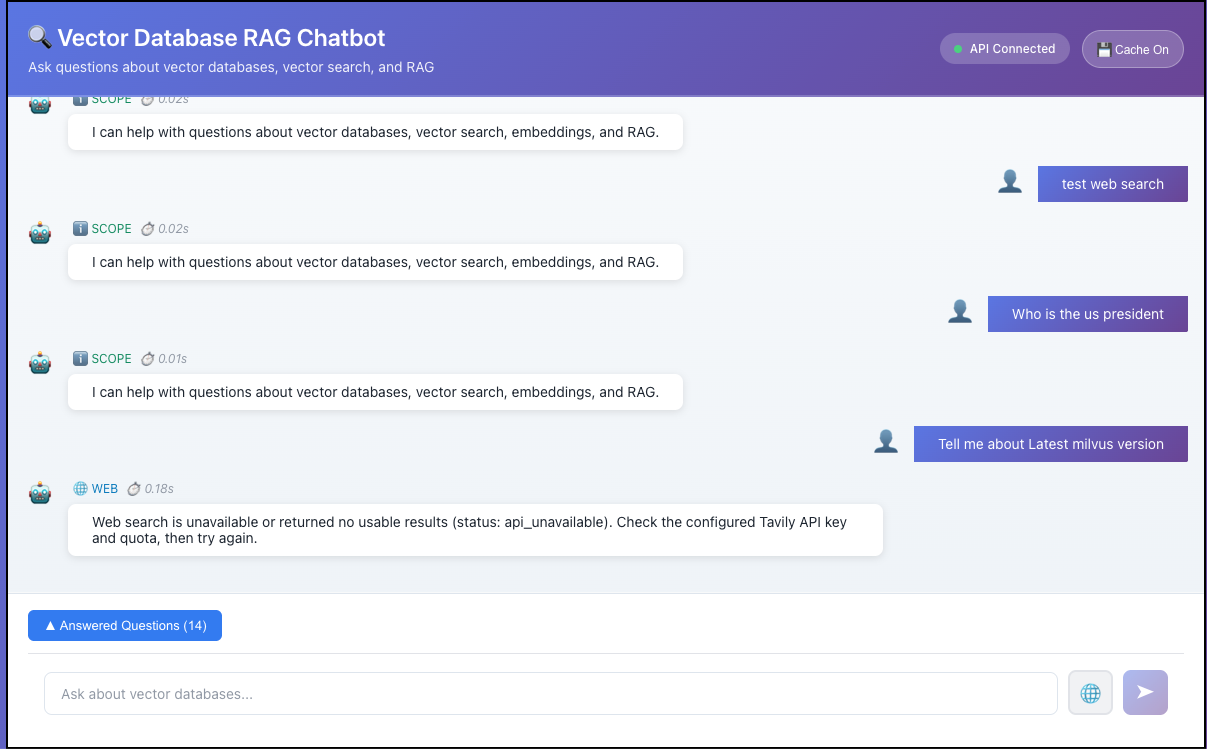 Vector Database RAG Chatbot
Ask questions about vector databases, vector search, and RAG
API Connected
Cache On
SCOPE 0.02s
I can help with questions about vector databases, vector search, embeddings, and RAG.
test web search
SCOPE 0.02s
I can help with questions about vector databases, vector search, embeddings, and RAG.
Who is the us president
SCOPE 0.01s
I can help with questions about vector databases, vector search, embeddings, and RAG.
Tell me about Latest milvus version
WEB 0.18s
Web search is unavailable or returned no usable results (status: api_unavailable). Check the configured Tavily API key
and quota, then try again.
▲ Answered Questions (14)
Ask about vector databases...